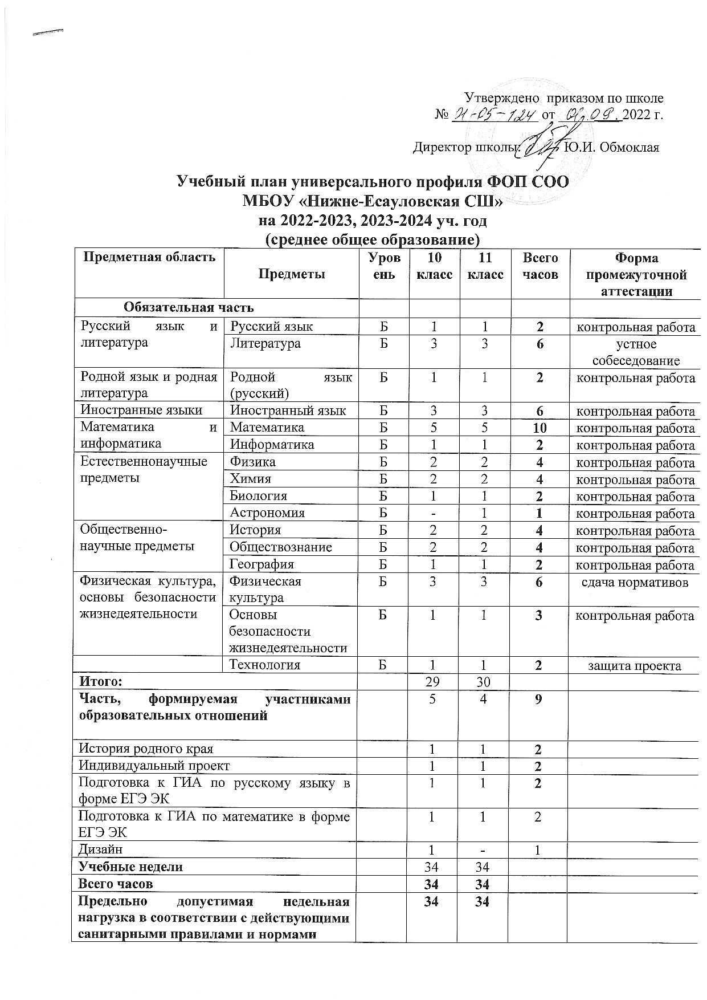 Утверждено приказом по школе
№ 01-05-124 от 01.09.2022 г.
Директор школы: Ю.И. Обмоклая
Учебный план универсального профиля ФОП СОО
МБОУ «Нижне-Есауловская СШ»
на 2022-2023, 2023-2024 уч. год
(среднее общее образование)
Предметная область Предметы Уров 10 11 Всего Форма
ень класс класс часов промежуточной
аттестации
Обязательная часть
Русский язык и Русский язык Б 1 1 2 контрольная работа
литература Литература Б 3 3 6 устное
собеседование
Родной язык и родная Родной язык Б 1 1 2 контрольная работа
литература (русский)
Иностранные языки Иностранный язык Б 3 3 6 контрольная работа
Математика и Математика Б 5 5 10 контрольная работа
информатика Информатика Б 1 1 2 контрольная работа
Естественнонаучные Физика Б 2 2 4 контрольная работа
предметы Химия Б 2 2 4 контрольная работа
Биология Б 1 1 2 контрольная работа
Астрономия Б - 1 1 контрольная работа
Общественно- История Б 2 2 4 контрольная работа
научные предметы Обществознание Б 2 2 4 контрольная работа
География Б 1 1 2 контрольная работа
Физическая культура, Физическая Б 3 3 6 сдача нормативов
основы безопасности культура
жизнедеятельности Основы Б 1 1 3 контрольная работа
безопасности
жизнедеятельности
Технология Б 1 1 2 защита проекта
Итого: 29 30
Часть, формируемая участниками 5 4 9
образовательных отношений
История родного края 1 1 2
Индивидуальный проект 1 1 2
Подготовка к ГИА по русскому языку в 1 1 2
форме ЕГЭ ЭК
Подготовка к ГИА по математике в форме 1 1 2
ЕГЭ ЭК
Дизайн 1 - 1
Учебные недели 34 34
Всего часов 34 34
Предельно допустимая недельная 34 34
нагрузка в соответствии с действующими
санитарными правилами и нормами